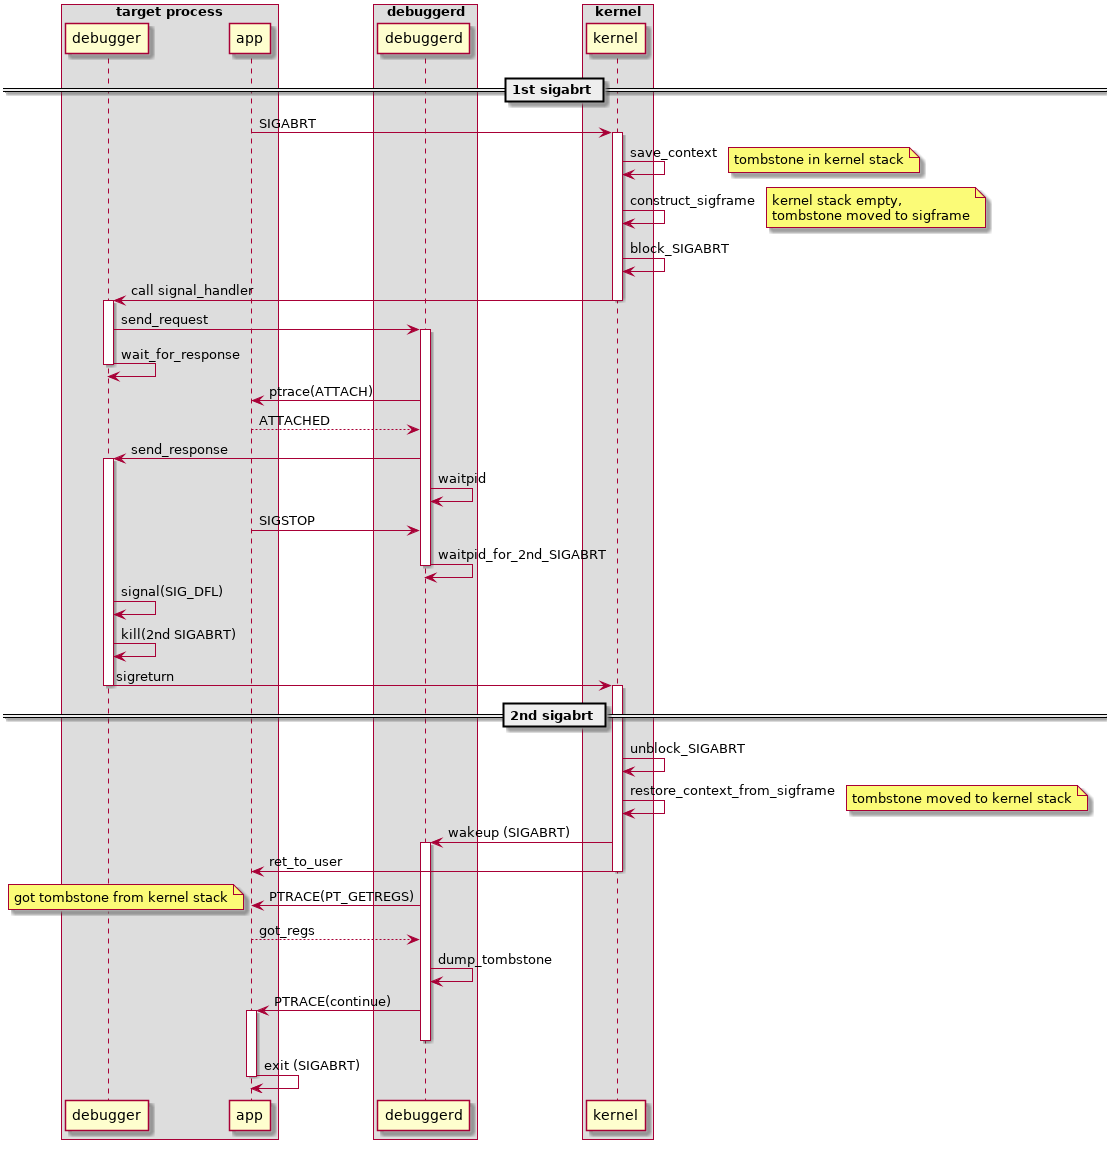 target process
debuggerd
kernel
debugger
app
debuggerd
kernel
1st sigabrt
SIGABRT
save_context
tombstone in kernel stack
construct_sigframe
kernel stack empty,
tombstone moved to sigframe
block_SIGABRT
call signal_handler
send_request
wait_for_response
ptrace(ATTACH)
ATTACHED
send_response
waitpid
SIGSTOP
waitpid_for_2nd_SIGABRT
signal(SIG_DFL)
kill(2nd SIGABRT)
sigreturn
2nd sigabrt
unblock_SIGABRT
restore_context_from_sigframe
tombstone moved to kernel stack
wakeup (SIGABRT)
ret_to_user
got tombstone from kernel stack
PTRACE(PT_GETREGS)
got_regs
dump_tombstone
PTRACE(continue)
exit (SIGABRT)
debugger
app
debuggerd
kernel